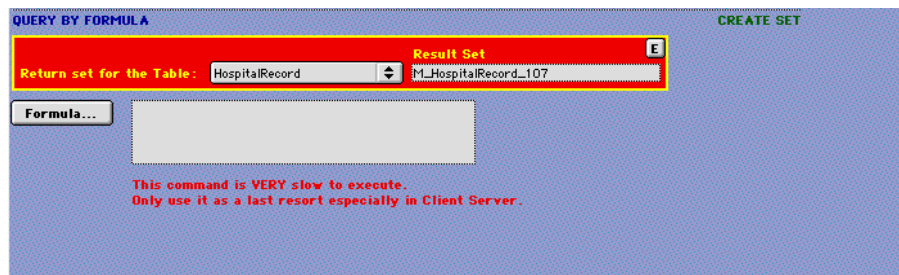 QUERY BY FORMULA CREATE SET
Result Set E
Return set for the Table: HospitalRecord M_HospitalRecord_107
Formula...
This command is VERY slow to execute.
Only use it as a last resort especially in Client Server.